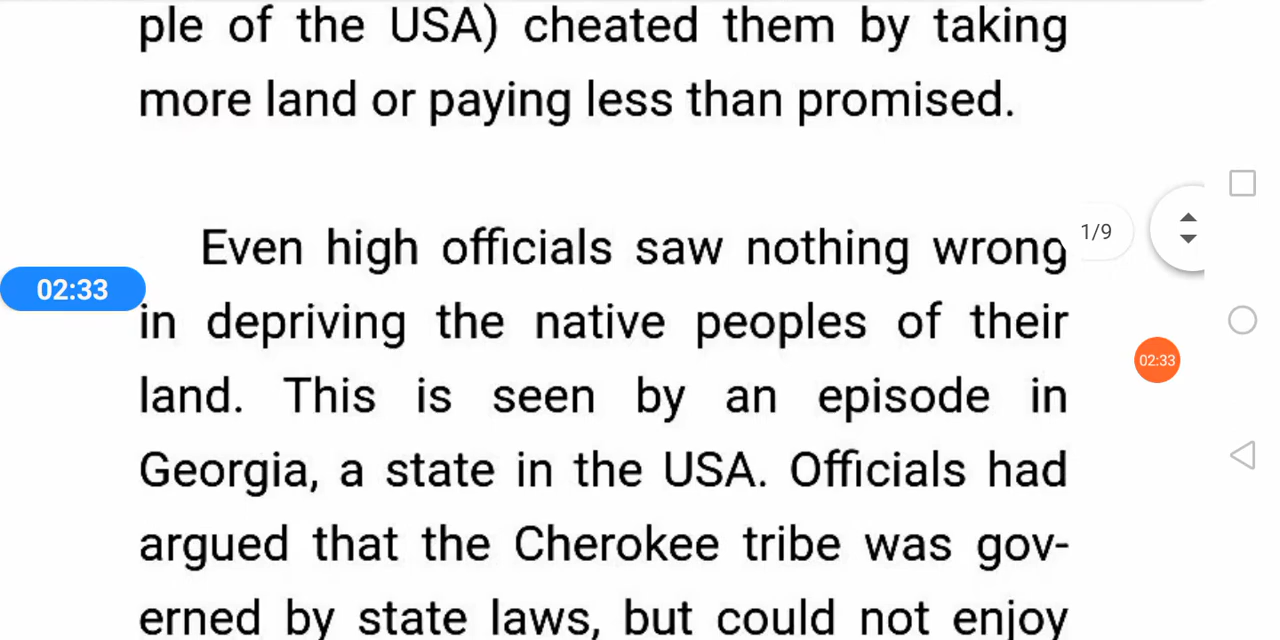 ple of the USA) cheated them by taking
more land or paying less than promised.
Even high officials saw nothing wrong
1/9
02:33
in depriving the native peoples of their
02:33
land. This is seen by an episode in
Georgia, a state in the USA. Officials had
argued that the Cherokee tribe was gov-
erned by state laws, but could not enjoy